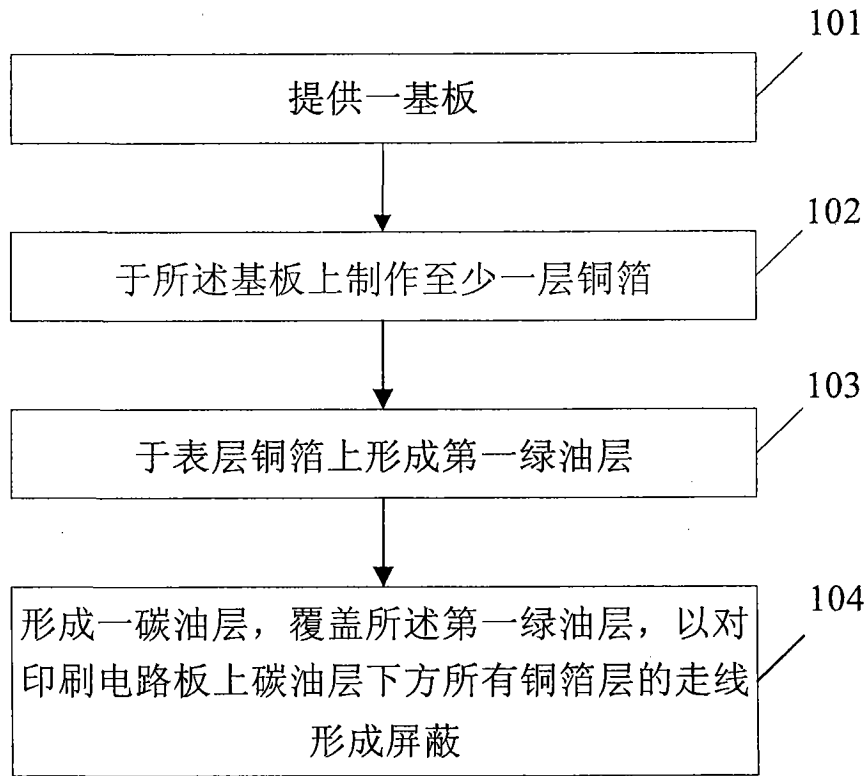 101
提供一基板
102
于所述基板上制作至少一层铜箔
103
于表层铜箔上形成第一绿油层
104
形成一碳油层，覆盖所述第一绿油层，以对
印刷电路板上碳油层下方所有铜箔层的走线
形成屏蔽